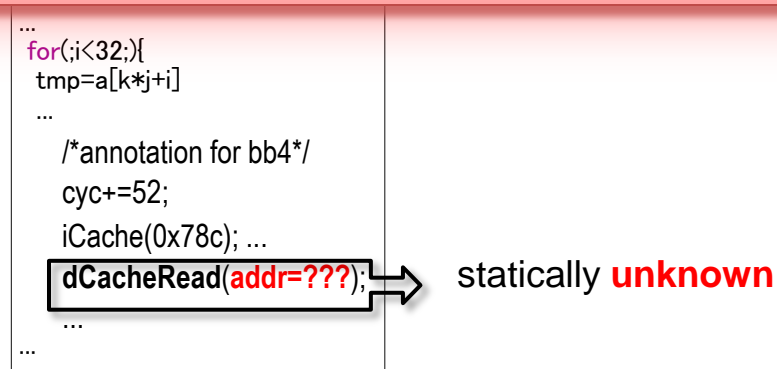 ...
for(;i<32;){
tmp=a[k*j+i]
...
/*annotation for bb4*/
cyc+=52;
iCache(0x78c); ...
dCacheRead(addr=???); statically unknown
...
...